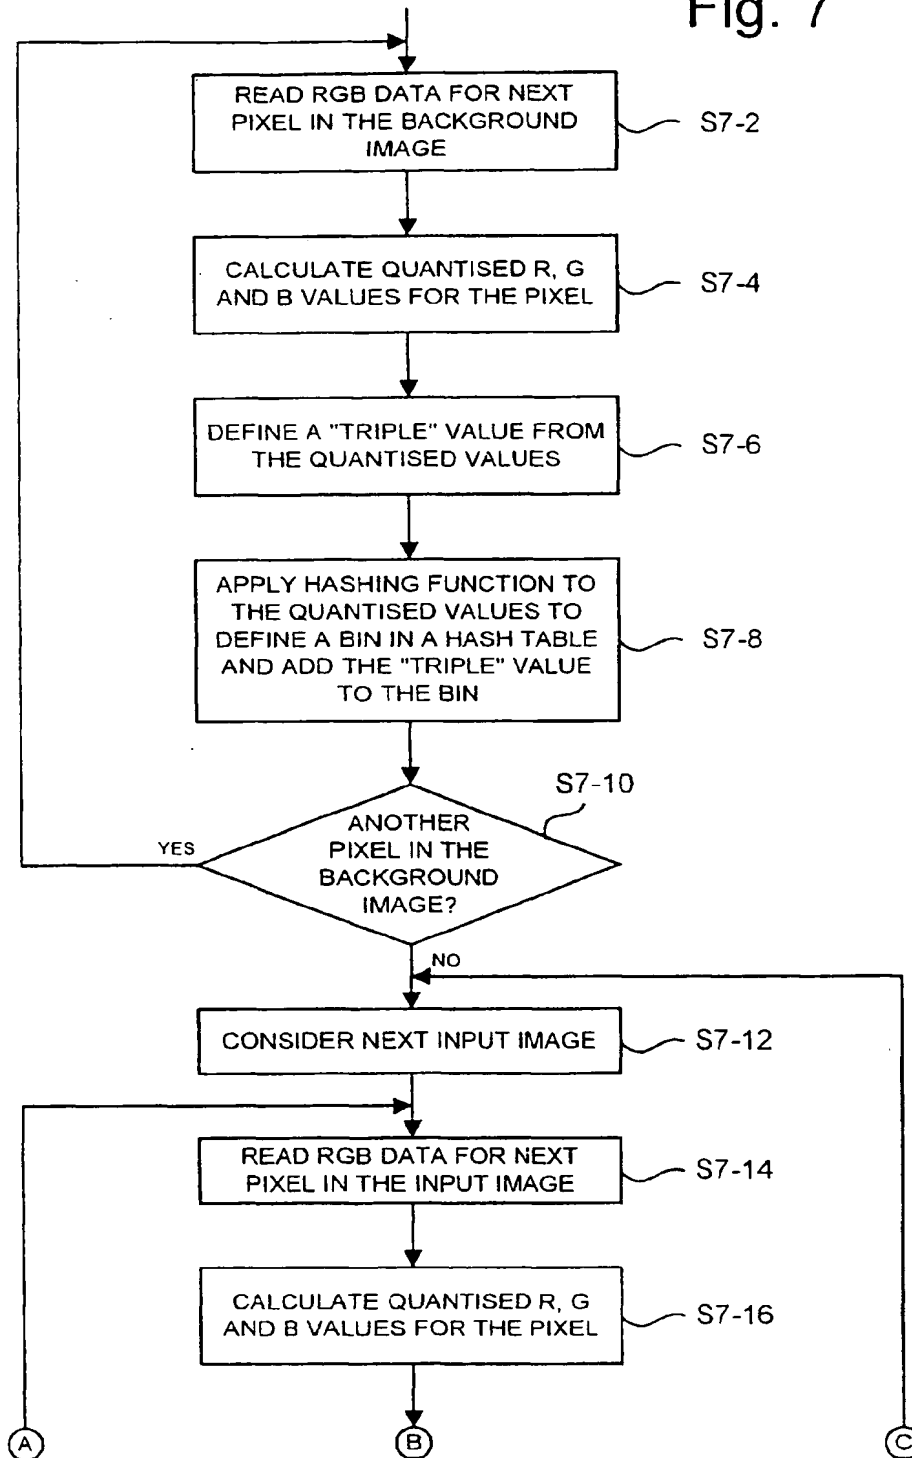 Fig. 7
READ RGB DATA FOR NEXT
PIXEL IN THE BACKGROUND
IMAGE
S7-2
CALCULATE QUANTISED R, G
AND B VALUES FOR THE PIXEL
S7-4
DEFINE A "TRIPLE" VALUE FROM
THE QUANTISED VALUES
S7-6
APPLY HASHING FUNCTION TO
THE QUANTISED VALUES TO
DEFINE A BIN IN A HASH TABLE
AND ADD THE "TRIPLE" VALUE
TO THE BIN
S7-8
S7-10
ANOTHER
PIXEL IN THE
BACKGROUND
IMAGE?
YES
NO
CONSIDER NEXT INPUT IMAGE
S7-12
READ RGB DATA FOR NEXT
PIXEL IN THE INPUT IMAGE
S7-14
CALCULATE QUANTISED R, G
AND B VALUES FOR THE PIXEL
S7-16
A
B
C